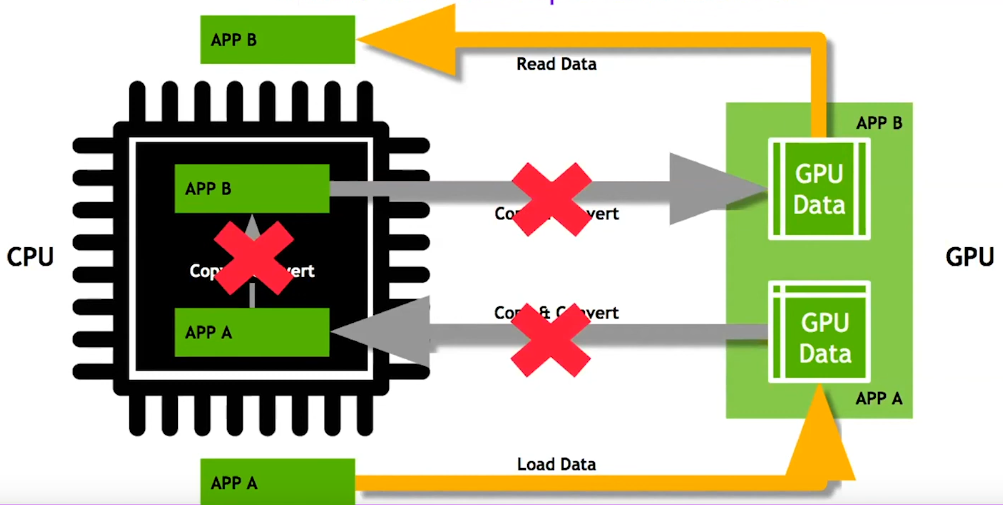 APP B
Read Data
APP B
APP B
GPU
Data
CPU
GPU
APP A
GPU
Data
APP A
Load Data
APP A